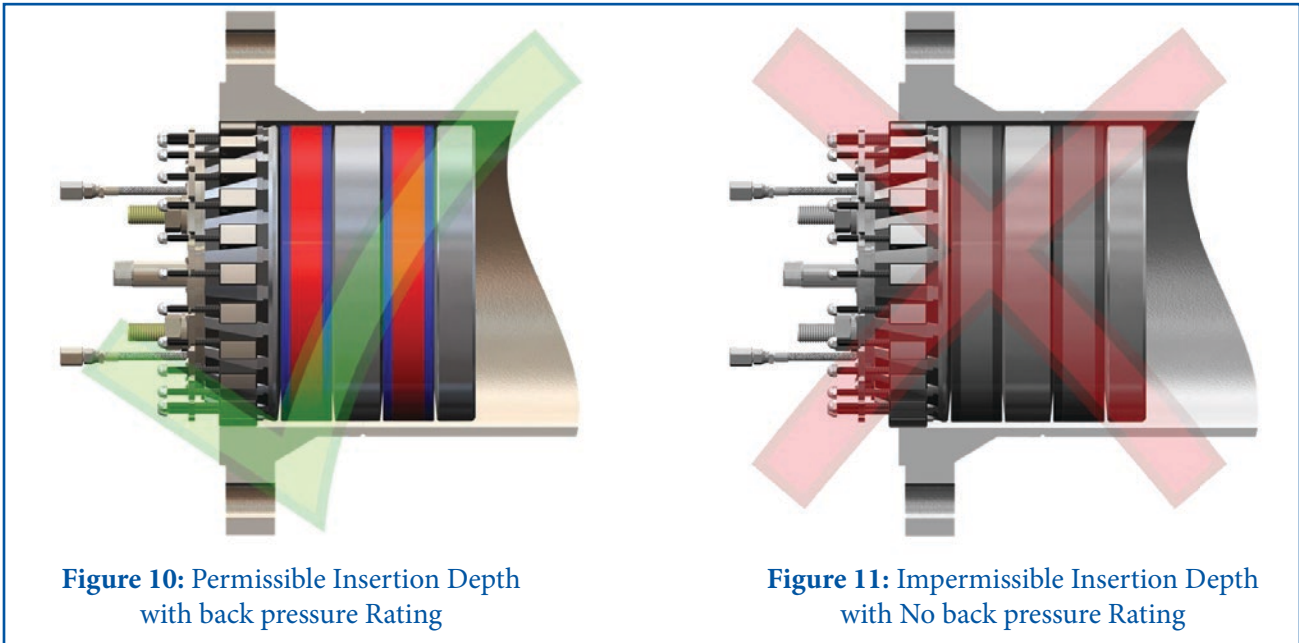 Figure 10: Permissible Insertion Depth
with back pressure Rating
Figure 11: Impermissible Insertion Depth
with No back pressure Rating